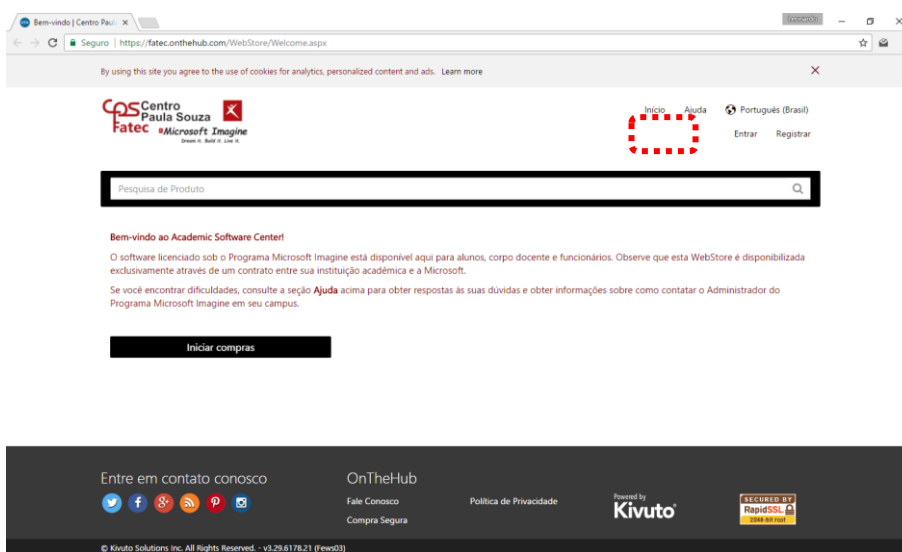 Bem-vindo | Centro Paul
Leonardo
Seguro | https://fatec.onthehub.com/WebStore/Welcome.aspx
By using this site you agree to the use of cookies for analytics, personalized content and ads. Learn more
CPS Centro
Paula Souza
Fatec Microsoft Imagine
Dream it. Build it. Live it.
Início Ajuda Português (Brasil)
Entrar Registrar
Pesquisa de Produto
Bem-vindo ao Academic Software Center!
O software licenciado sob o Programa Microsoft Imagine está disponível aqui para alunos, corpo docente e funcionários. Observe que esta WebStore é disponibilizada
exclusivamente através de um contrato entre sua instituição académica e a Microsoft.
Se você encontrar dificuldades, consulte a seção Ajuda acima para obter respostas às suas dúvidas e obter informações sobre como contatar o Administrador do
Programa Microsoft Imagine em seu campus.
Iniciar compras
Entre em contato conosco
OnTheHub
Fale Conosco
Política de Privacidade
Compra Segura
Powered by
Kivuto
SECURED BY
RapidSSL
2048 bit root
© Kivuto Solutions Inc. All Rights Reserved. - v3.29.6178.21 (Fews03)